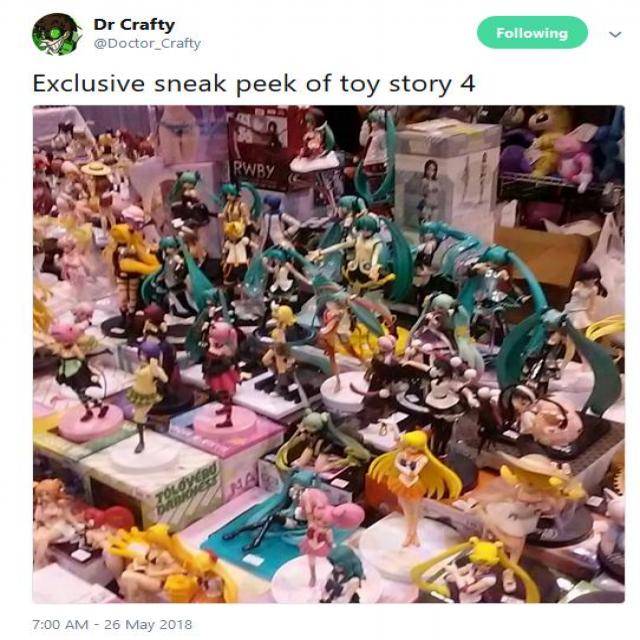 Dr Crafty
@Doctor_Crafty
Following
Exclusive sneak peek of toy story 4
RWBY
TOLOVERU
DARKNESS
7:00 AM - 26 May 2018